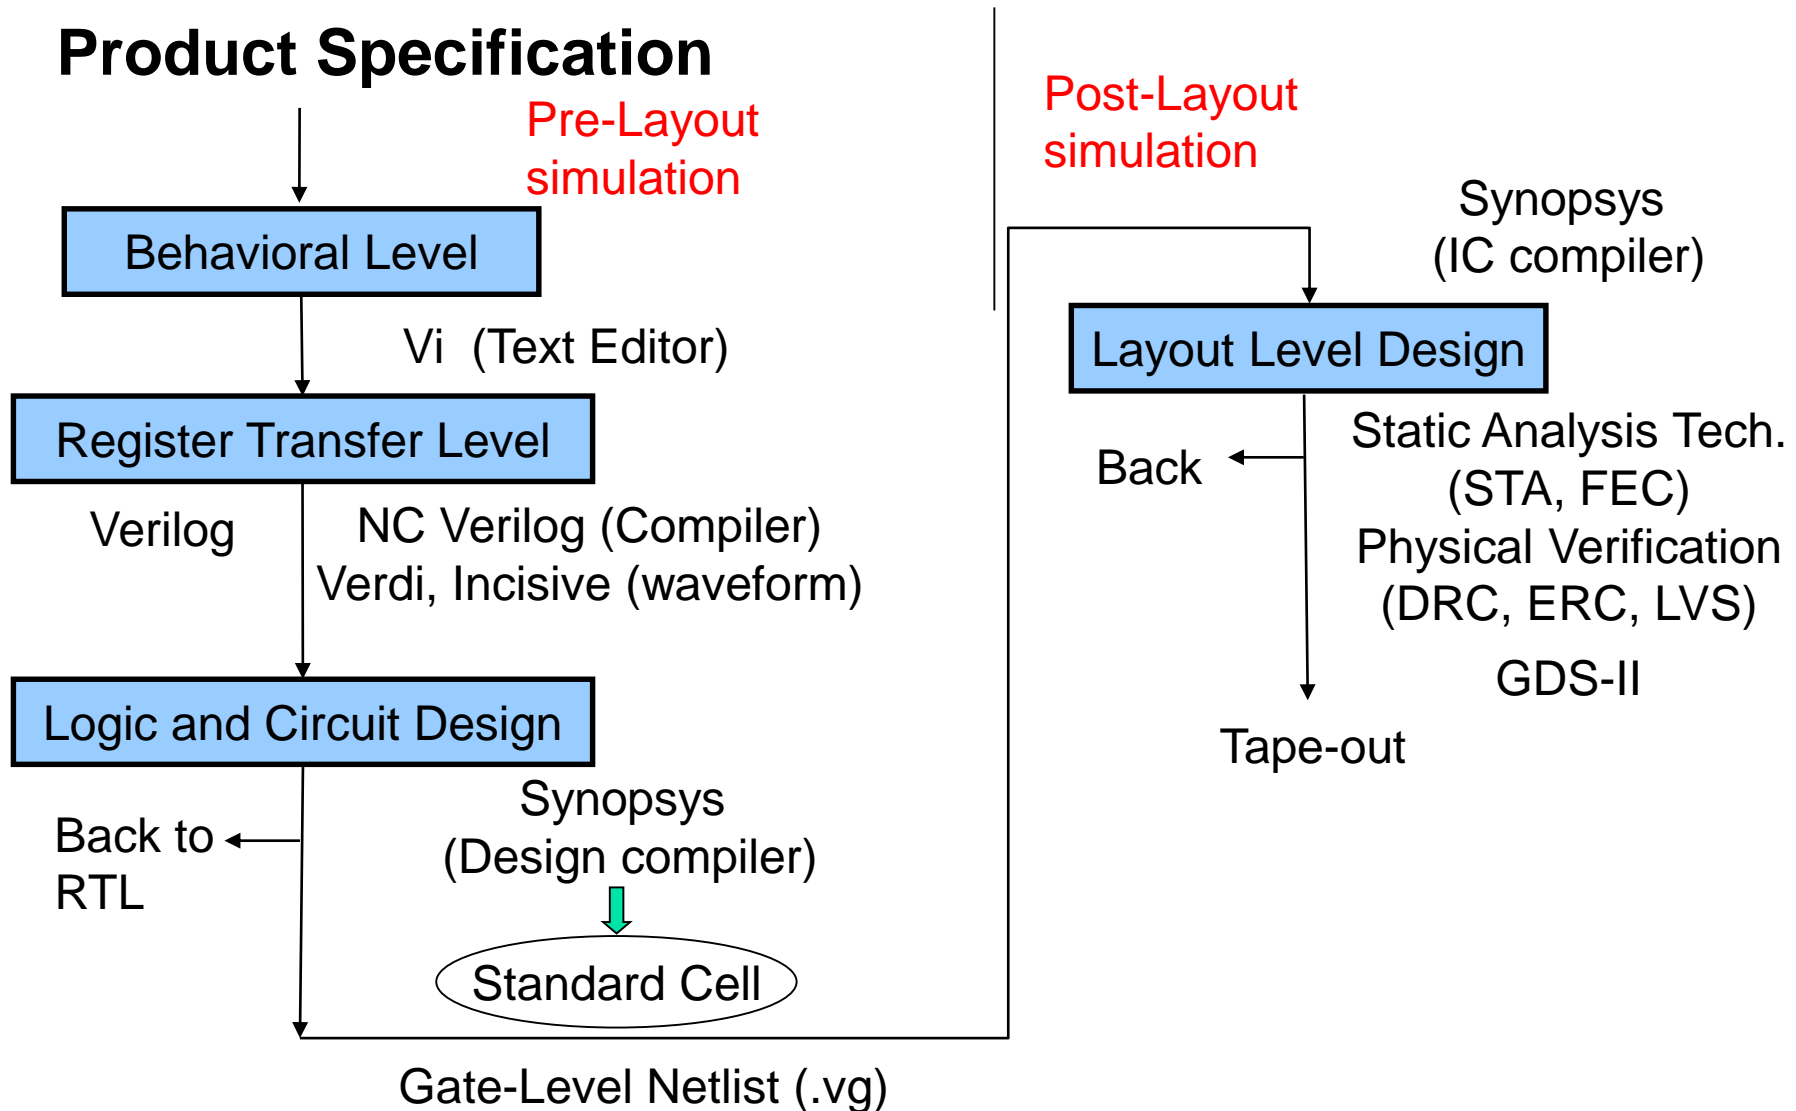 Product Specification
Pre-Layout
simulation
Behavioral Level
Vi (Text Editor)
Register Transfer Level
Verilog
NC Verilog (Compiler)
Verdi, Incisive (waveform)
Logic and Circuit Design
Back to
RTL
Synopsys
(Design compiler)
Standard Cell
Gate-Level Netlist (.vg)
Post-Layout
simulation
Synopsys
(IC compiler)
Layout Level Design
Back
Static Analysis Tech.
(STA, FEC)
Physical Verification
(DRC, ERC, LVS)
GDS-II
Tape-out